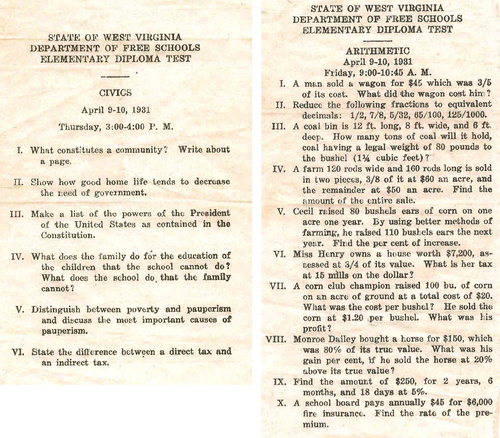 STATE OF WEST VIRGINIA
DEPARTMENT OF FREE SCHOOLS
ELEMENTARY DIPLOMA TEST
CIVICS
April 9-10, 1931
Thursday, 3:00-4:00 P. M.
I. What constitutes a community? Write about
a page.
II. Show how good home life tends to decrease
the need of government.
III. Make a list of the powers of the President
of the United States as contained in the
Constitution.
IV. What does the family do for the education
of the children that the school cannot do?
What does the school do that the family
cannot?
V. Distinguish between poverty and pauperism
and discuss the most important causes of
pauperism.
VI. State the difference between a direct tax and
an indirect tax.
STATE OF WEST VIRGINIA
DEPARTMENT OF FREE SCHOOLS
ELEMENTARY DIPLOMA TEST
ARITHMETIC
April 9-10, 1931
Friday, 9:00-10:45 A. M.
I. A man sold a wagon for $45 which was 3/5
of its cost. What did the wagon cost him?
II. Reduce the following fractions to equivalent
decimals: 1/2, 7/8, 5/32, 65/100, 125/1000.
III. A coal bin is 12 ft. long, 8 ft. wide, and 6 ft.
deep. How many tons of coal will it hold,
coal having a legal weight of 80 pounds to
the bushel (1¼ cubic feet)?
IV. A farm 120 rods wide and 160 rods long is sold
in two pieces, 3/8 of it at $60 an acre, and
the remainder at $50 an acre. Find the
amount of the entire sale.
V. Cecil raised 80 bushels ears of corn on one
acre one year. By using better methods of
farming, he raised 110 bushels ears the next
year. Find the per cent of increase.
VI. Miss Henry owns a house worth $7,200, as-
sessed at 3/4 of its value. What is her tax
at 15 mills on the dollar?
VII. A corn club champion raised 100 bu. of corn
on an acre of ground at a total cost of $20.
What was the cost per bushel? He sold the
corn at $1.20 per bushel. What was his
profit?
VIII. Monroe Dailey bought a horse for $150, which
was 80% of its true value. What was his
gain per cent, if he sold the horse at 20%
above its true value?
IX. Find the amount of $250, for 2 years, 6
months, and 18 days at 5%.
X. A school board pays annually $45 for $6,000
fire insurance. Find the rate of the pre-
mium.